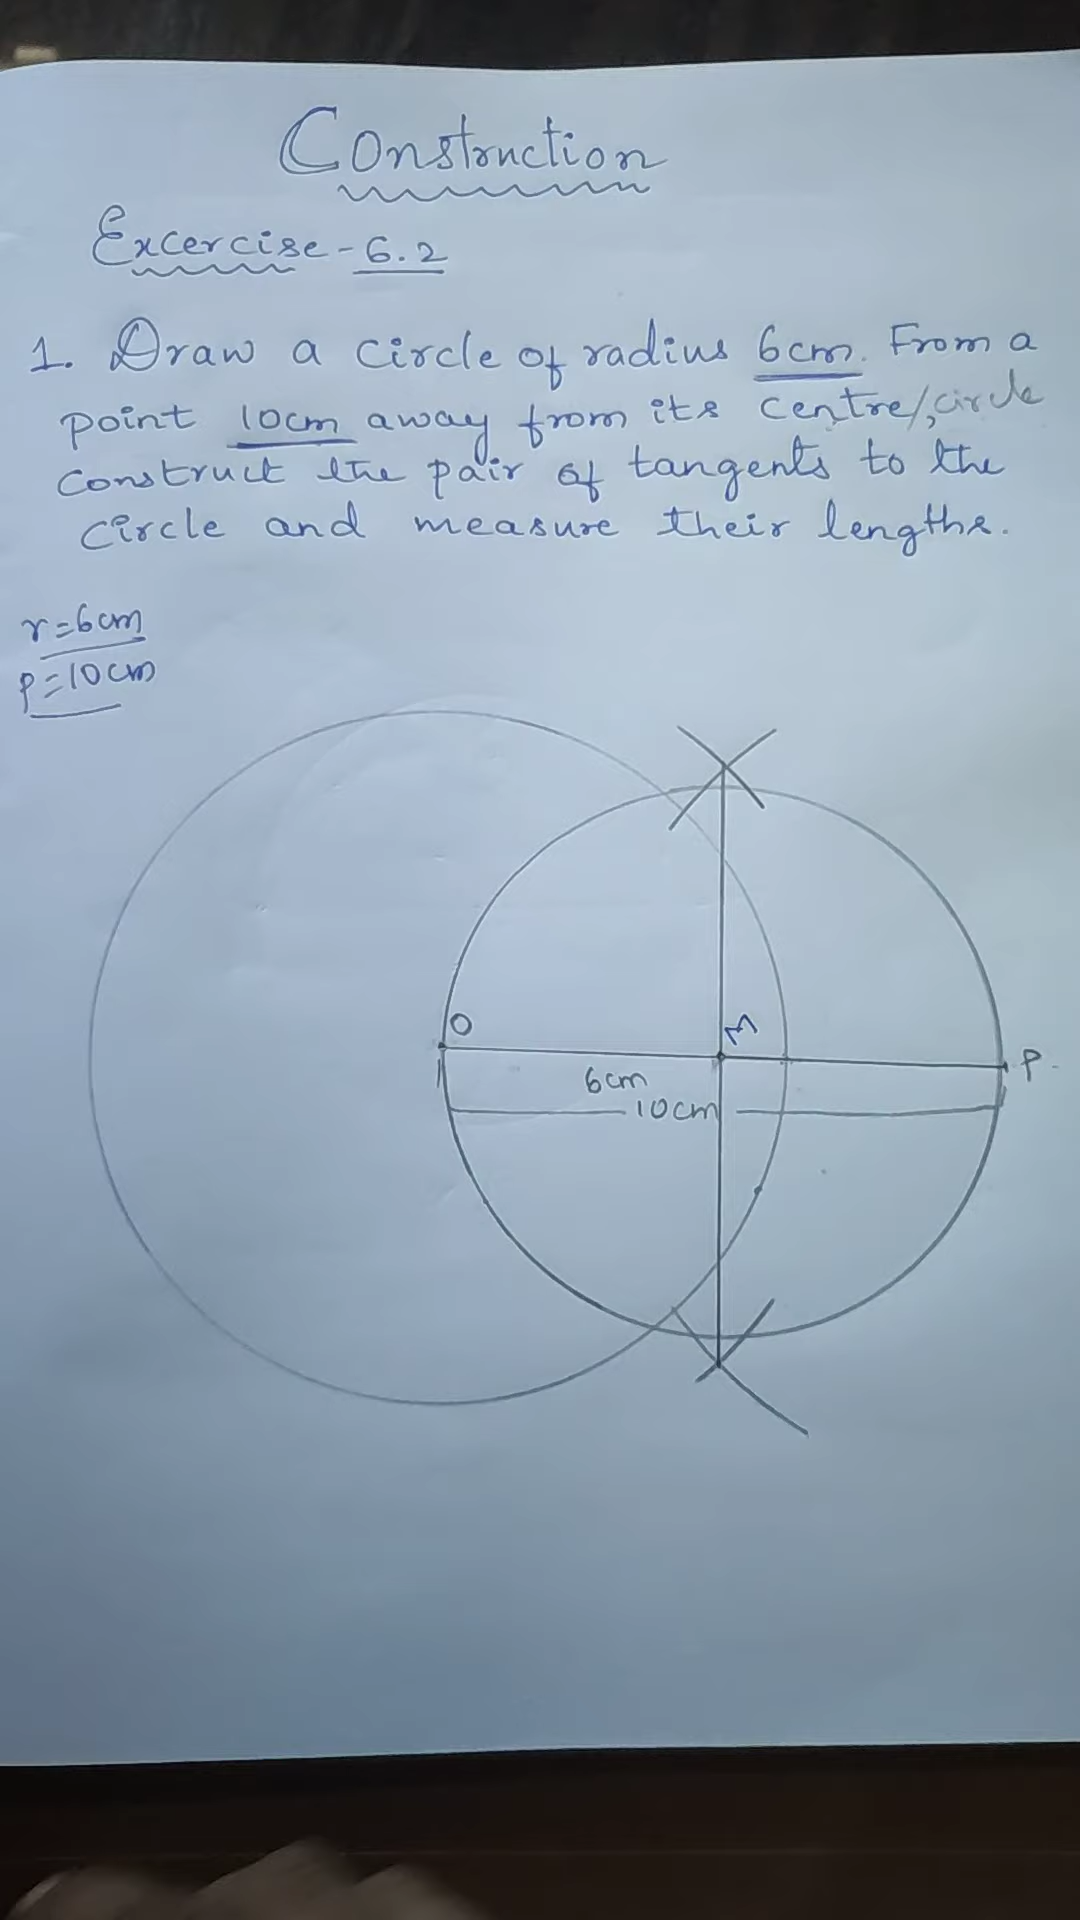 Construction
Excercise - 6.2
1. Draw a circle of radius 6cm. From a
point 10cm away from its centre/,circle
construct the pair of tangents to the
circle and measure their lengths.
r=6cm
P=10cm
O
M
P.
6cm
10cm